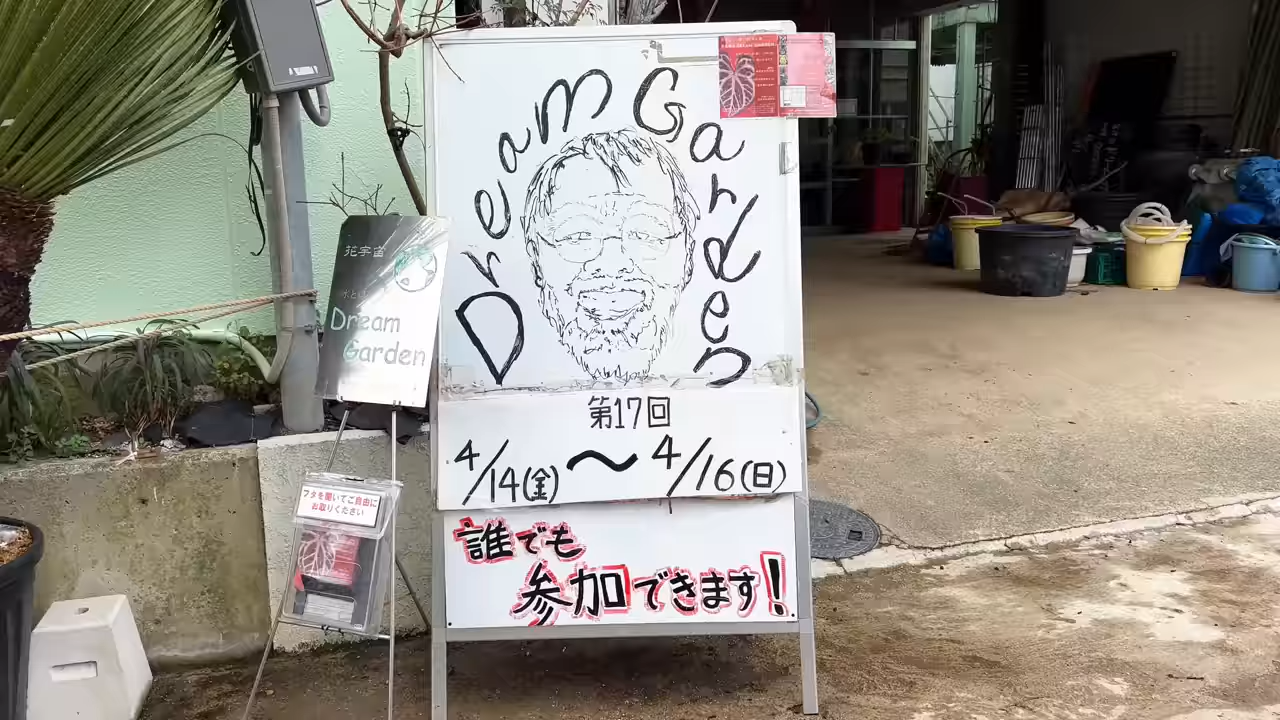 Dream Garden
第17回
4/14(金)〜4/16(日)
誰でも
参加できます!
花宇宙
Dream
Garden
フタを開いてご自由に
お取りください